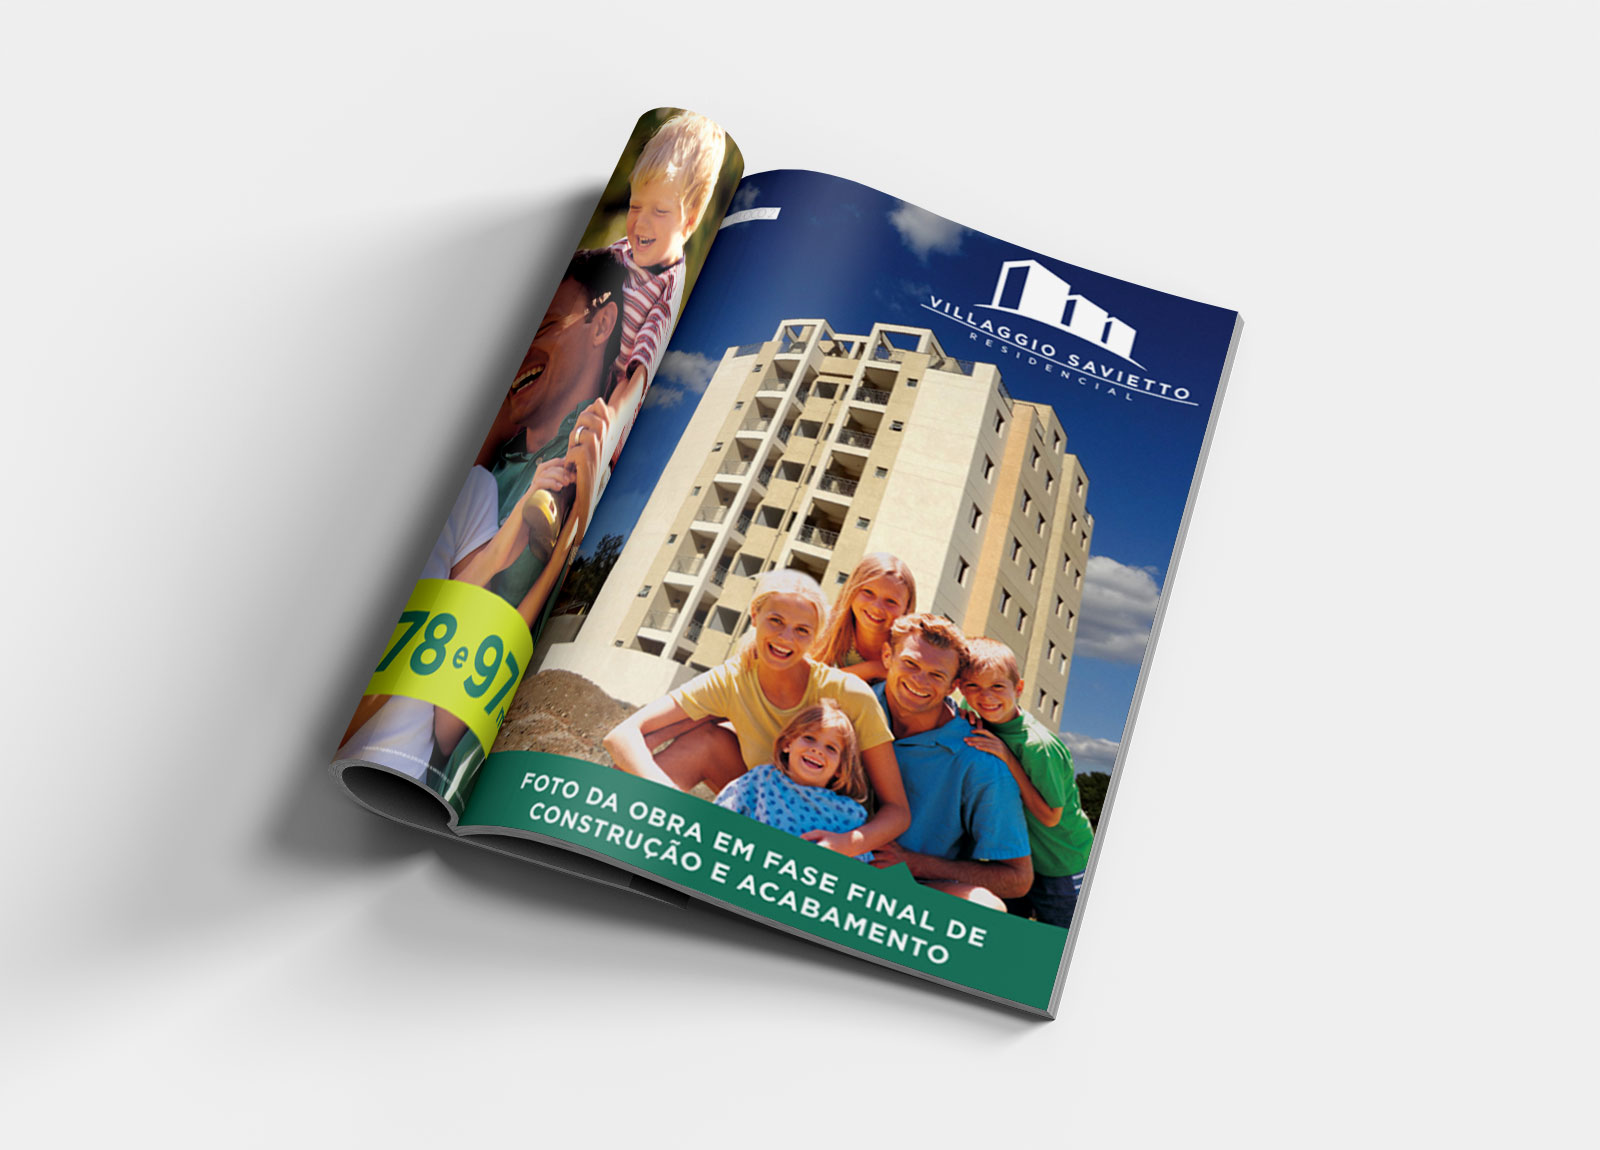 78 e 97
VILLAGGIO SAVIETTO
RESIDENCIAL
FOTO DA OBRA EM FASE FINAL DE
CONSTRUÇÃO E ACABAMENTO